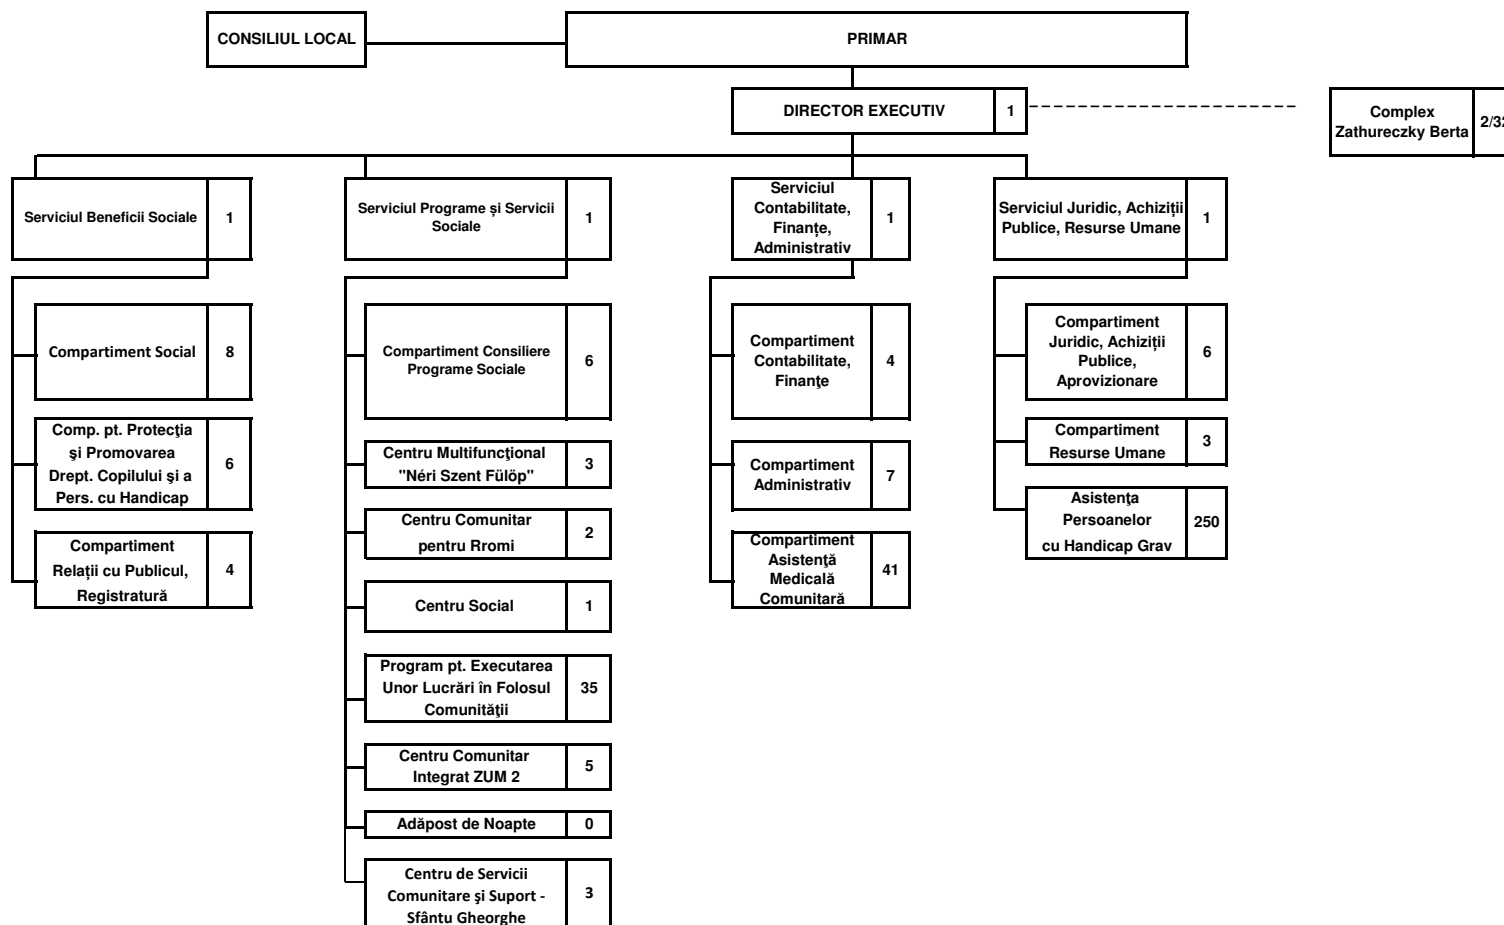 CONSILIUL LOCAL
PRIMAR
DIRECTOR EXECUTIV 1
Complex
Zathureczky Berta
2/32
Serviciul Beneficii Sociale 1
Serviciul Programe și Servicii
Sociale
1
Serviciul
Contabilitate,
Finanțe,
Administrativ
1
Serviciul Juridic, Achiziții
Publice, Resurse Umane
1
Compartiment Social 8
Comp. pt. Protecţia
şi Promovarea
Drept. Copilului şi a
Pers. cu Handicap
6
Compartiment
Relații cu Publicul,
Registratură
4
Compartiment Consiliere
Programe Sociale
6
Centru Multifuncţional
"Néri Szent Fülöp"
3
Centru Comunitar
pentru Rromi
2
Centru Social 1
Program pt. Executarea
Unor Lucrări în Folosul
Comunităţii
35
Centru Comunitar
Integrat ZUM 2
5
Adăpost de Noapte 0
Centru de Servicii
Comunitare şi Suport -
Sfântu Gheorghe
3
Compartiment
Contabilitate,
Finanţe
4
Compartiment
Administrativ
7
Compartiment
Asistenţă
Medicală
Comunitară
41
Compartiment
Juridic, Achiziții
Publice,
Aprovizionare
6
Compartiment
Resurse Umane
3
Asistenţa
Persoanelor
cu Handicap Grav
250